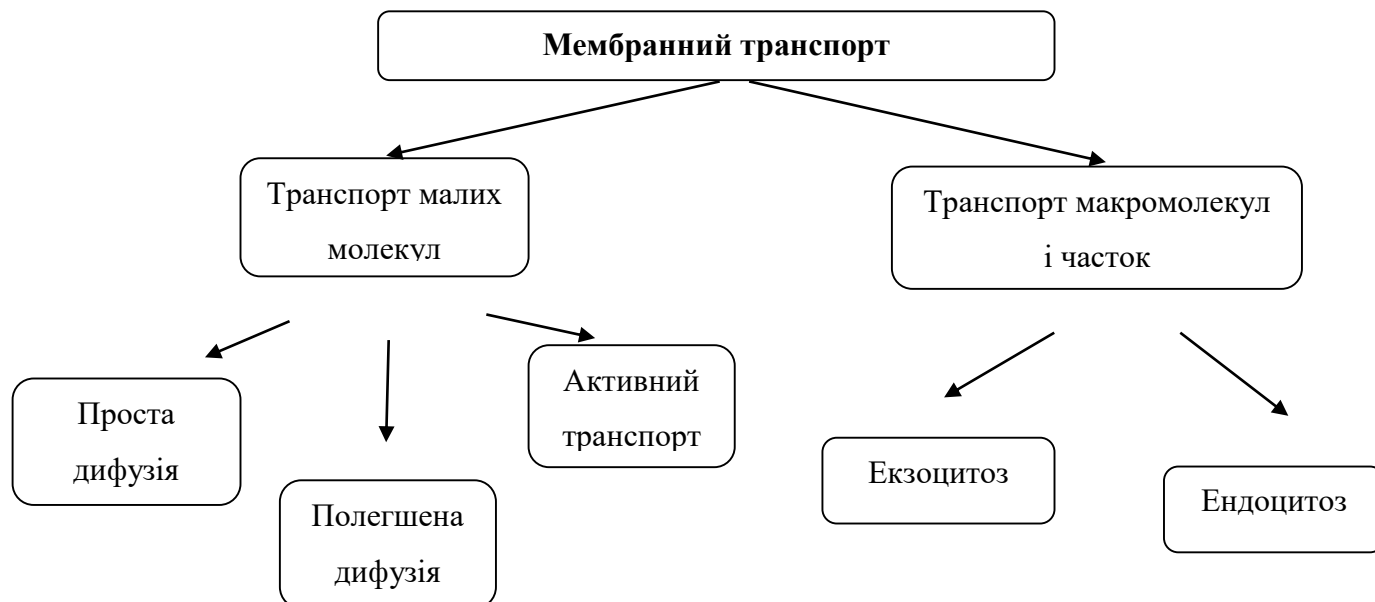 Мембранний транспорт
Транспорт малих
молекул
Транспорт макромолекул
і часток
Проста
дифузія
Полегшена
дифузія
Активний
транспорт
Екзоцитоз
Ендоцитоз